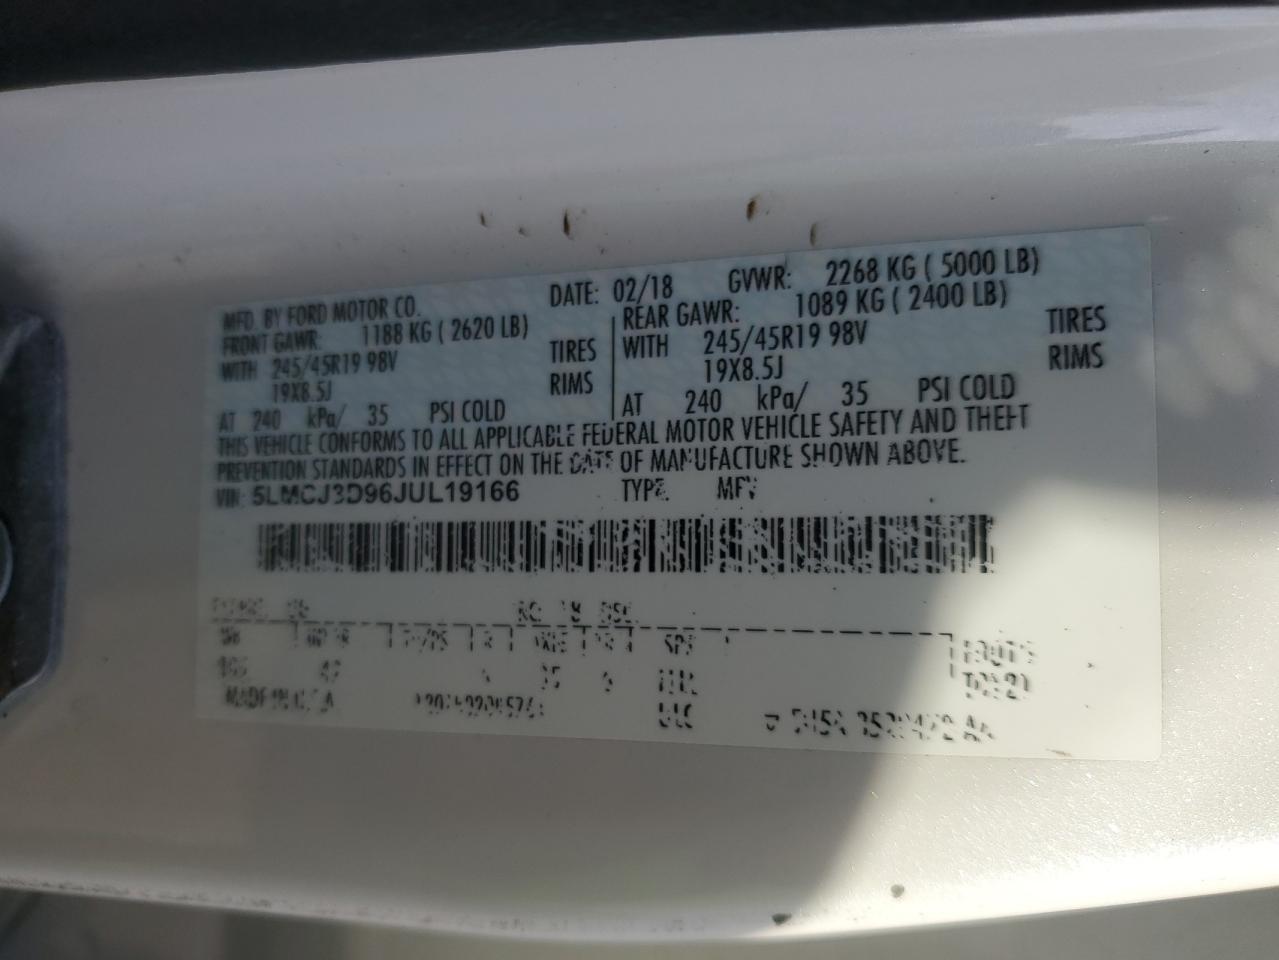 MFD. BY FORD MOTOR CO. DATE: 02/18 GVWR: 2268 KG ( 5000 LB)
FRONT GAWR: 1188 KG ( 2620 LB) REAR GAWR: 1089 KG ( 2400 LB)
WITH 245/45R19 98V TIRES WITH 245/45R19 98V TIRES
19X8.5J RIMS 19X8.5J RIMS
AT 240 kPa/ 35 PSI COLD AT 240 kPa/ 35 PSI COLD
THIS VEHICLE CONFORMS TO ALL APPLICABLE FEDERAL MOTOR VEHICLE SAFETY AND THEFT
PREVENTION STANDARDS IN EFFECT ON THE DATE OF MANUFACTURE SHOWN ABOVE.
VIN: 5LMCJ3D96JUL19166 TYPE: MPV
MADE IN U.S.A